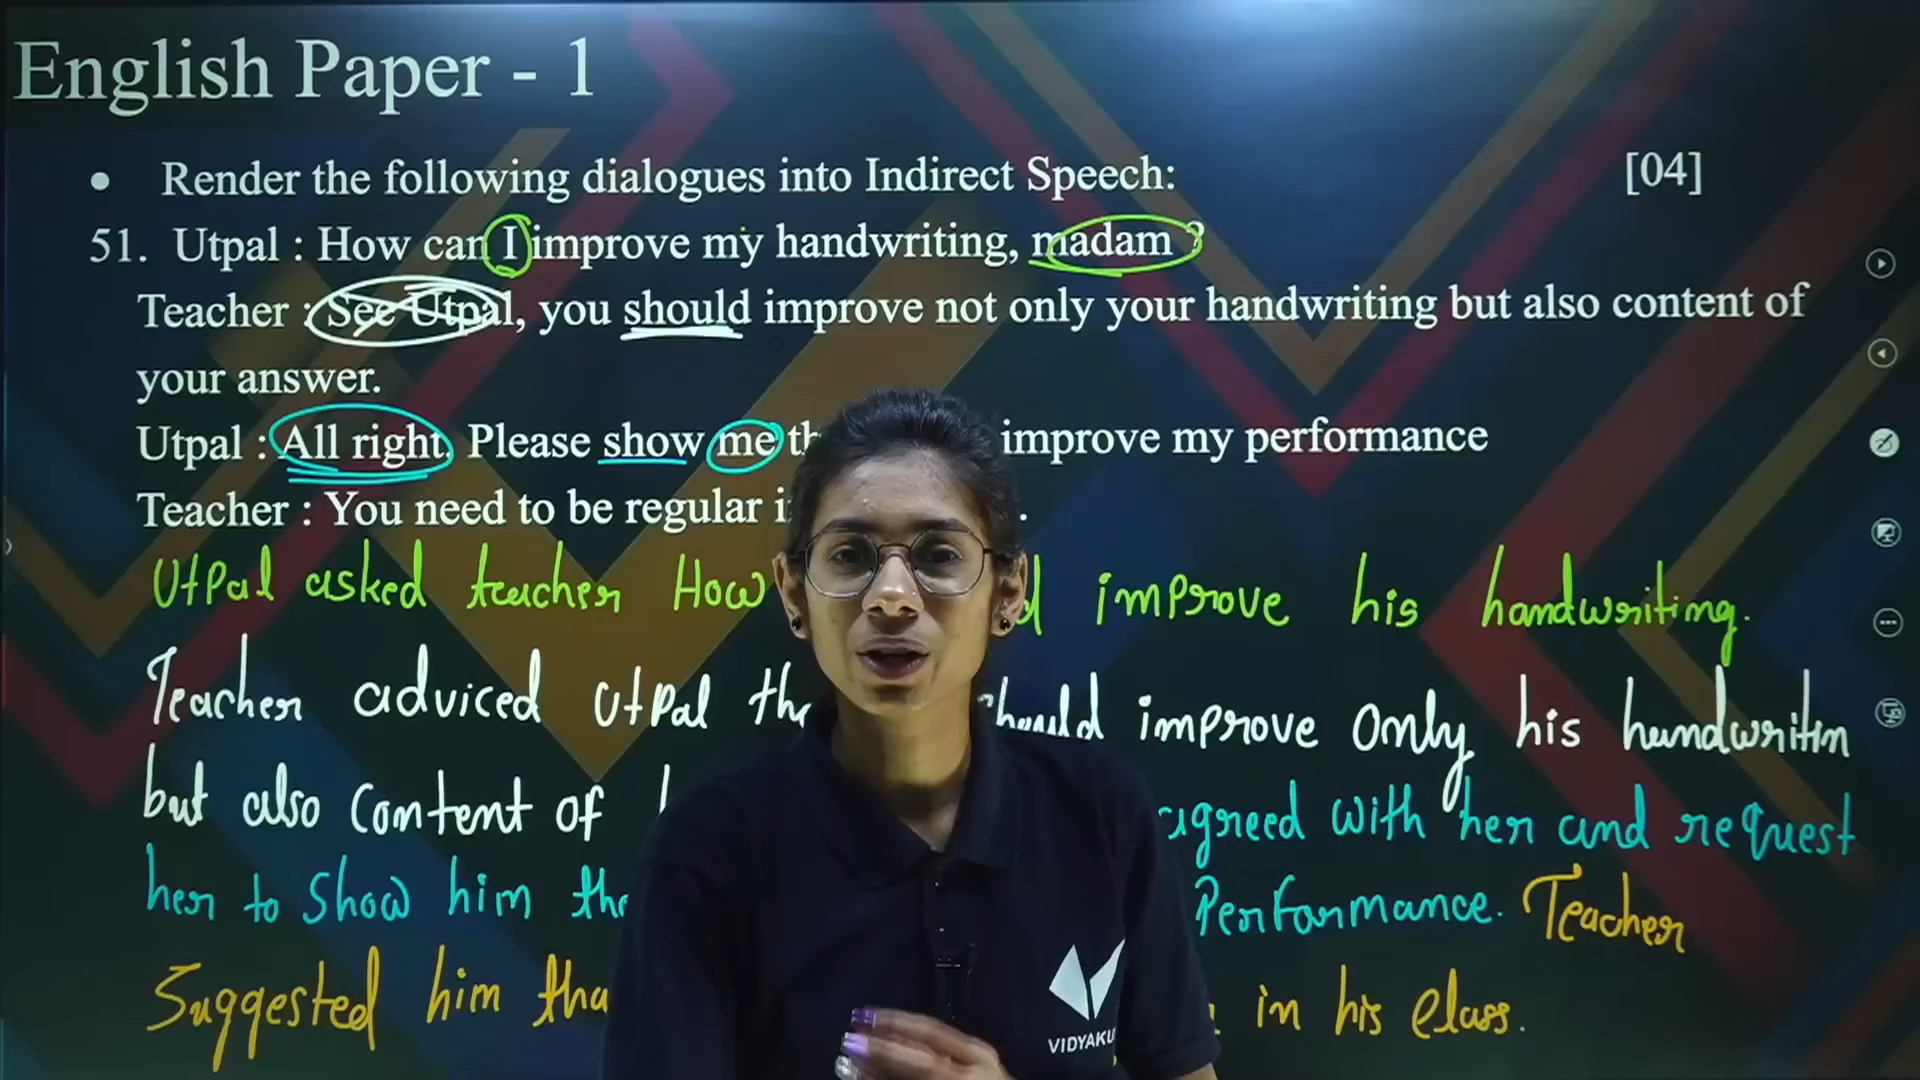 English Paper - 1
• Render the following dialogues into Indirect Speech: [04]
51. Utpal : How can I improve my handwriting, madam ?
Teacher : See Utpal, you should improve not only your handwriting but also content of
your answer.
Utpal : All right. Please show me improve my performance
Teacher : You need to be regular
Utpal asked teacher How improve his handwriting.
Teacher adviced Utpal should improve only his handwritin
but also content of agreed with her and request
her to show him Performance. Teacher
Suggested him in his class.
VIDYAKU